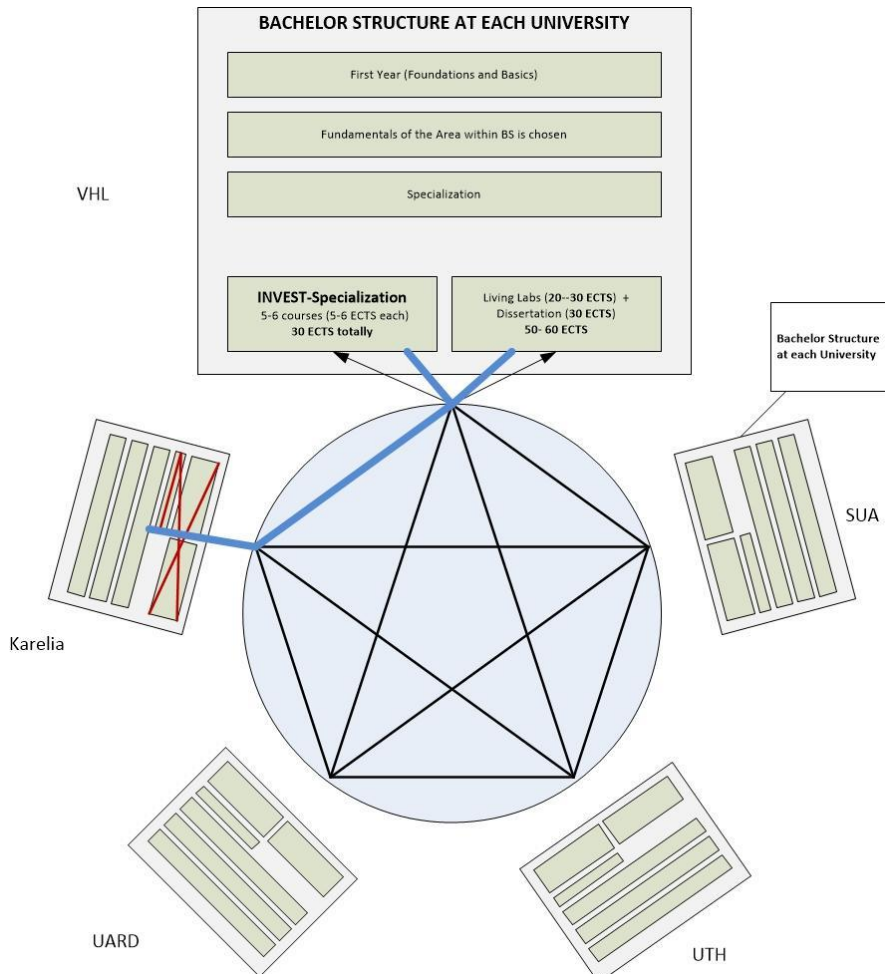 BACHELOR STRUCTURE AT EACH UNIVERSITY
First Year (Foundations and Basics)
Fundamentals of the Area within BS is chosen
VHL
Specialization
INVEST-Specialization
5-6 courses (5-6 ECTS each)
30 ECTS totally
Living Labs (20--30 ECTS) +
Dissertation (30 ECTS)
50- 60 ECTS
Bachelor Structure
at each University
SUA
Karelia
UARD
UTH